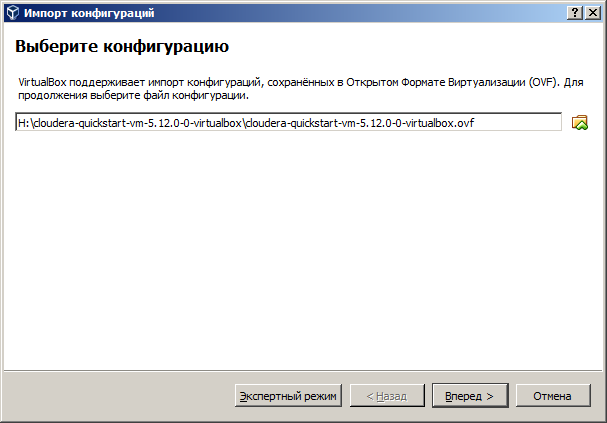 Импорт конфигураций
Выберите конфигурацию
VirtualBox поддерживает импорт конфигураций, сохранённых в Открытом Формате Виртуализации (OVF). Для
продолжения выберите файл конфигурации.
H:\cloudera-quickstart-vm-5.12.0-0-virtualbox\cloudera-quickstart-vm-5.12.0-0-virtualbox.ovf
Экспертный режим
< Назад
Вперед >
Отмена